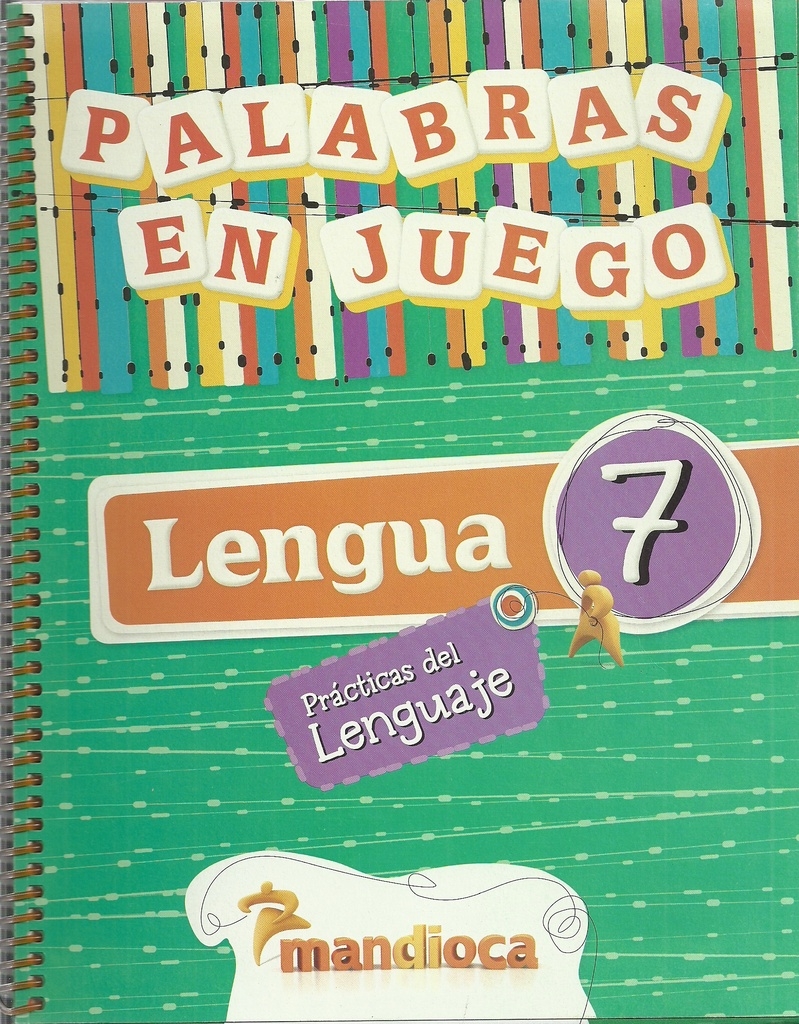 PALABRAS
EN JUEGO
Lengua 7
Prácticas del
Lenguaje
mandioca